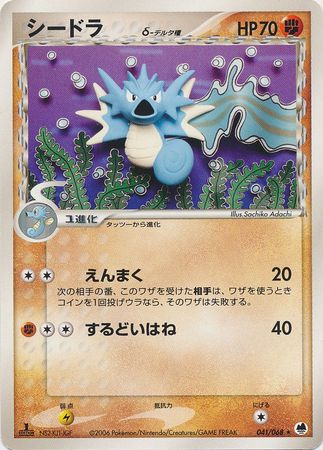 シードラ
δ-デルタ種
HP70
Illus.Sachiko Adachi
1進化
タッツーから進化
えんまく 20
次の相手の番、このワザを受けた相手は、ワザを使うとき
コインを1回投げウラなら、そのワザは失敗する。
するどいはね 40
弱点
抵抗力
にげる
1
EDITION
©2006 Pokémon/Nintendo/Creatures/GAME FREAK
041/068 ★